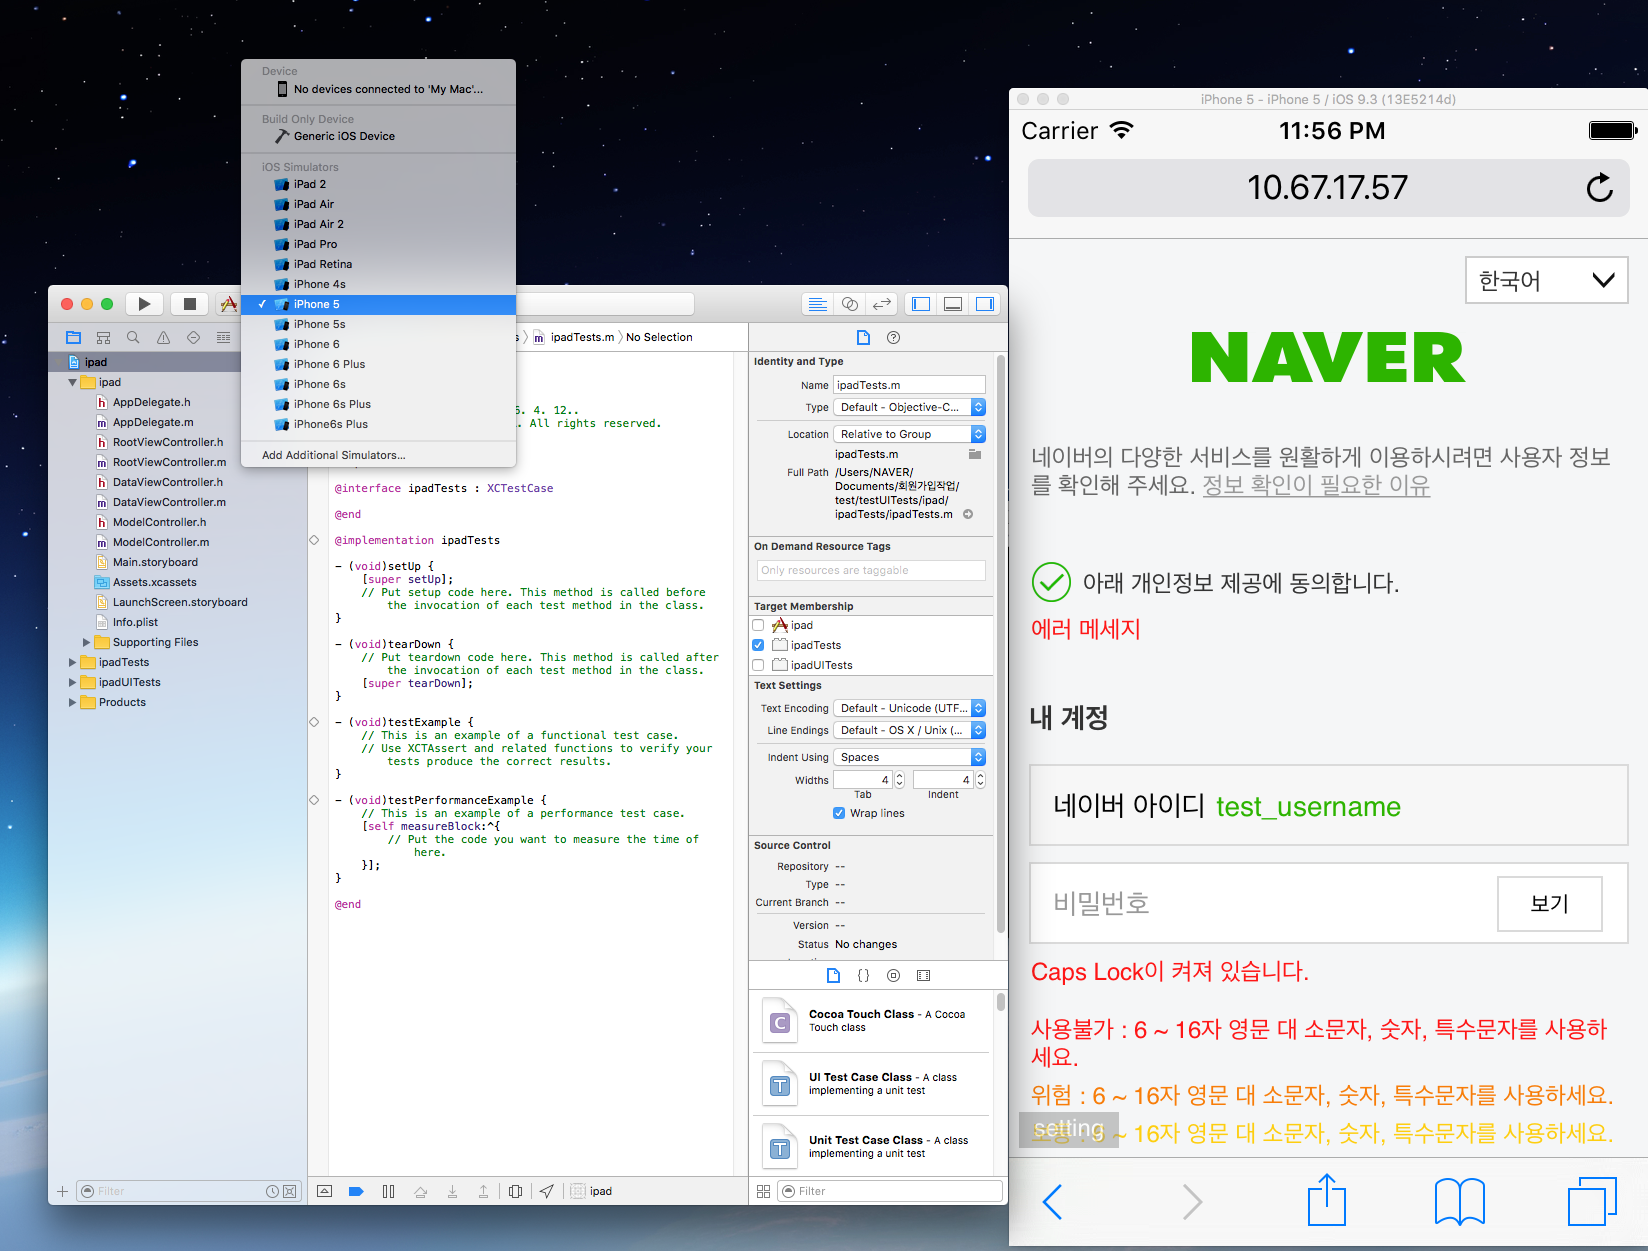 Device
No devices connected to 'My Mac'...
Build Only Device
Generic iOS Device
iOS Simulators
iPad 2
iPad Air
iPad Air 2
iPad Pro
iPad Retina
iPhone 4s
✓ iPhone 5
iPhone 5s
iPhone 6
iPhone 6 Plus
iPhone 6s
iPhone 6s Plus
iPhone6s Plus
Add Additional Simulators...
ipad
ipad
AppDelegate.h
AppDelegate.m
RootViewController.h
RootViewController.m
DataViewController.h
DataViewController.m
ModelController.h
ModelController.m
Main.storyboard
Assets.xcassets
LaunchScreen.storyboard
Info.plist
Supporting Files
ipadTests
ipadUITests
Products
Filter
s 〉 ipadTests.m 〉 No Selection
6. 4. 12..
. All rights reserved.
@interface ipadTests : XCTestCase
@end
@implementation ipadTests
- (void)setUp {
[super setUp];
// Put setup code here. This method is called before
the invocation of each test method in the class.
}
- (void)tearDown {
// Put teardown code here. This method is called after
the invocation of each test method in the class.
[super tearDown];
}
- (void)testExample {
// This is an example of a functional test case.
// Use XCTAssert and related functions to verify your
tests produce the correct results.
}
- (void)testPerformanceExample {
// This is an example of a performance test case.
[self measureBlock:^{
// Put the code you want to measure the time of
here.
}];
}
@end
ipad
Identity and Type
Name ipadTests.m
Type Default - Objective-C...
Location Relative to Group
ipadTests.m
Full Path /Users/NAVER/
Documents/회원가입작업/
test/testUITests/ipad/
ipadTests/ipadTests.m
On Demand Resource Tags
Only resources are taggable
Target Membership
ipad
ipadTests
ipadUITests
Text Settings
Text Encoding Default - Unicode (UTF...
Line Endings Default - OS X / Unix (...
Indent Using Spaces
Widths 4 4
Tab Indent
Wrap lines
Source Control
Repository --
Type --
Current Branch --
Version --
Status No changes
{ }
C Cocoa Touch Class - A Cocoa
Touch class
T UI Test Case Class - A class
implementing a unit test
T Unit Test Case Class - A class
implementing a unit test
Filter
iPhone 5 - iPhone 5 / iOS 9.3 (13E5214d)
Carrier 11:56 PM
10.67.17.57
한국어
NAVER
네이버의 다양한 서비스를 원활하게 이용하시려면 사용자 정보
를 확인해 주세요. 정보 확인이 필요한 이유
아래 개인정보 제공에 동의합니다.
에러 메세지
내 계정
네이버 아이디 test_username
비밀번호 보기
Caps Lock이 켜져 있습니다.
사용불가 : 6 ~ 16자 영문 대 소문자, 숫자, 특수문자를 사용하
세요.
위험 : 6 ~ 16자 영문 대 소문자, 숫자, 특수문자를 사용하세요.
setting
~ 16자 영문 대 소문자, 숫자, 특수문자를 사용하세요.